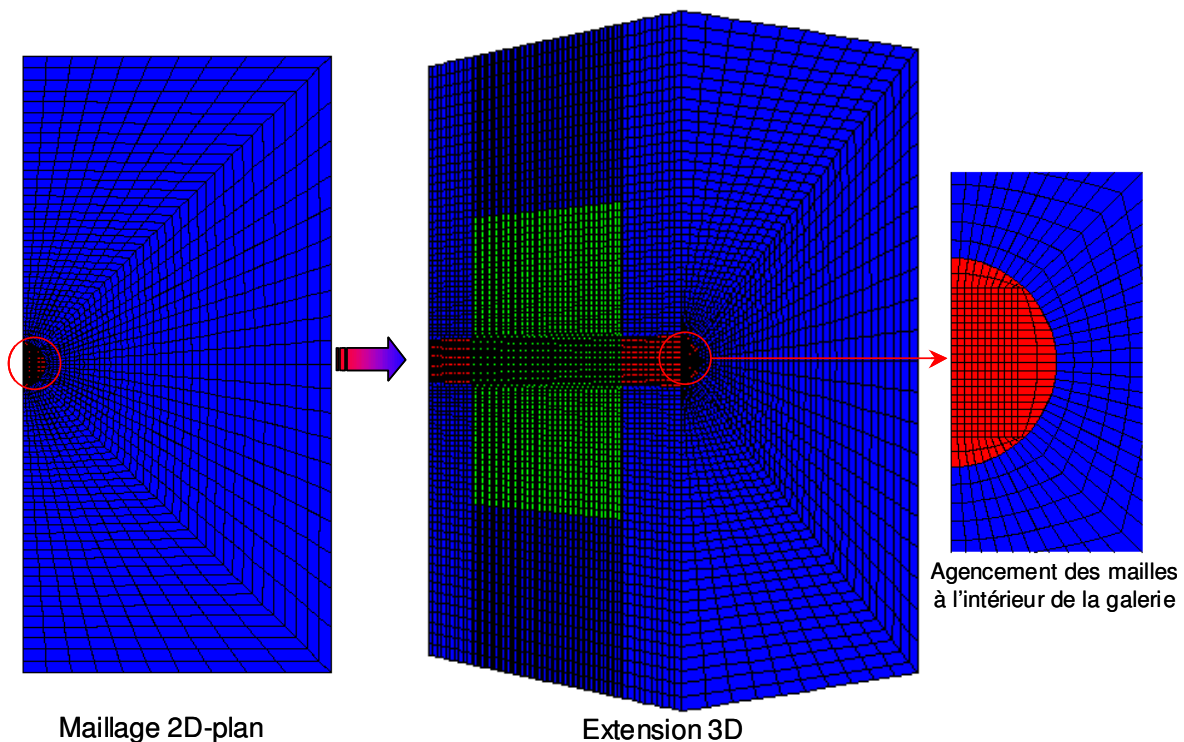 Agencement des mailles
à l'intérieur de la galerie
Maillage 2D-plan
Extension 3D